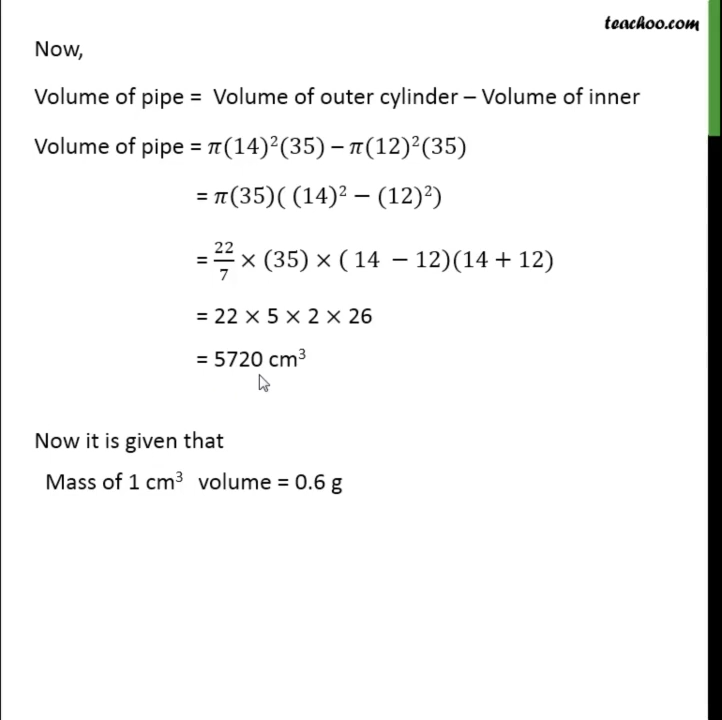 teachoo.com
Now,
Volume of pipe = Volume of outer cylinder – Volume of inner
Volume of pipe = π(14)²(35) – π(12)²(35)
= π(35)( (14)² − (12)²)
= 22/7 × (35) × ( 14 − 12)(14 + 12)
= 22 × 5 × 2 × 26
= 5720 cm³
Now it is given that
Mass of 1 cm³ volume = 0.6 g